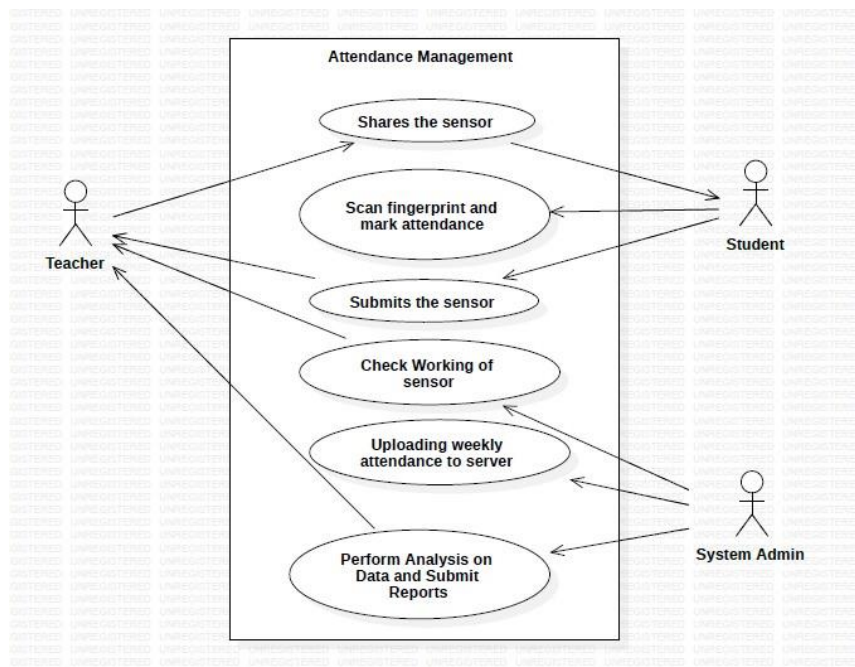 Attendance Management
Shares the sensor
Scan fingerprint and
mark attendance
Teacher
Student
Submits the sensor
Check Working of
sensor
Uploading weekly
attendance to server
System Admin
Perform Analysis on
Data and Submit
Reports